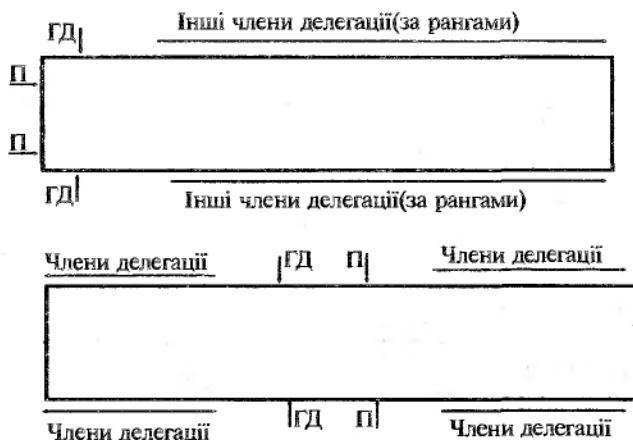 ГД Інші члени делегації(за рангами)
П
П
ГД Інші члени делегації(за рангами)
Члени делегації ГД П Члени делегації
Члени делегації ГД П Члени делегації